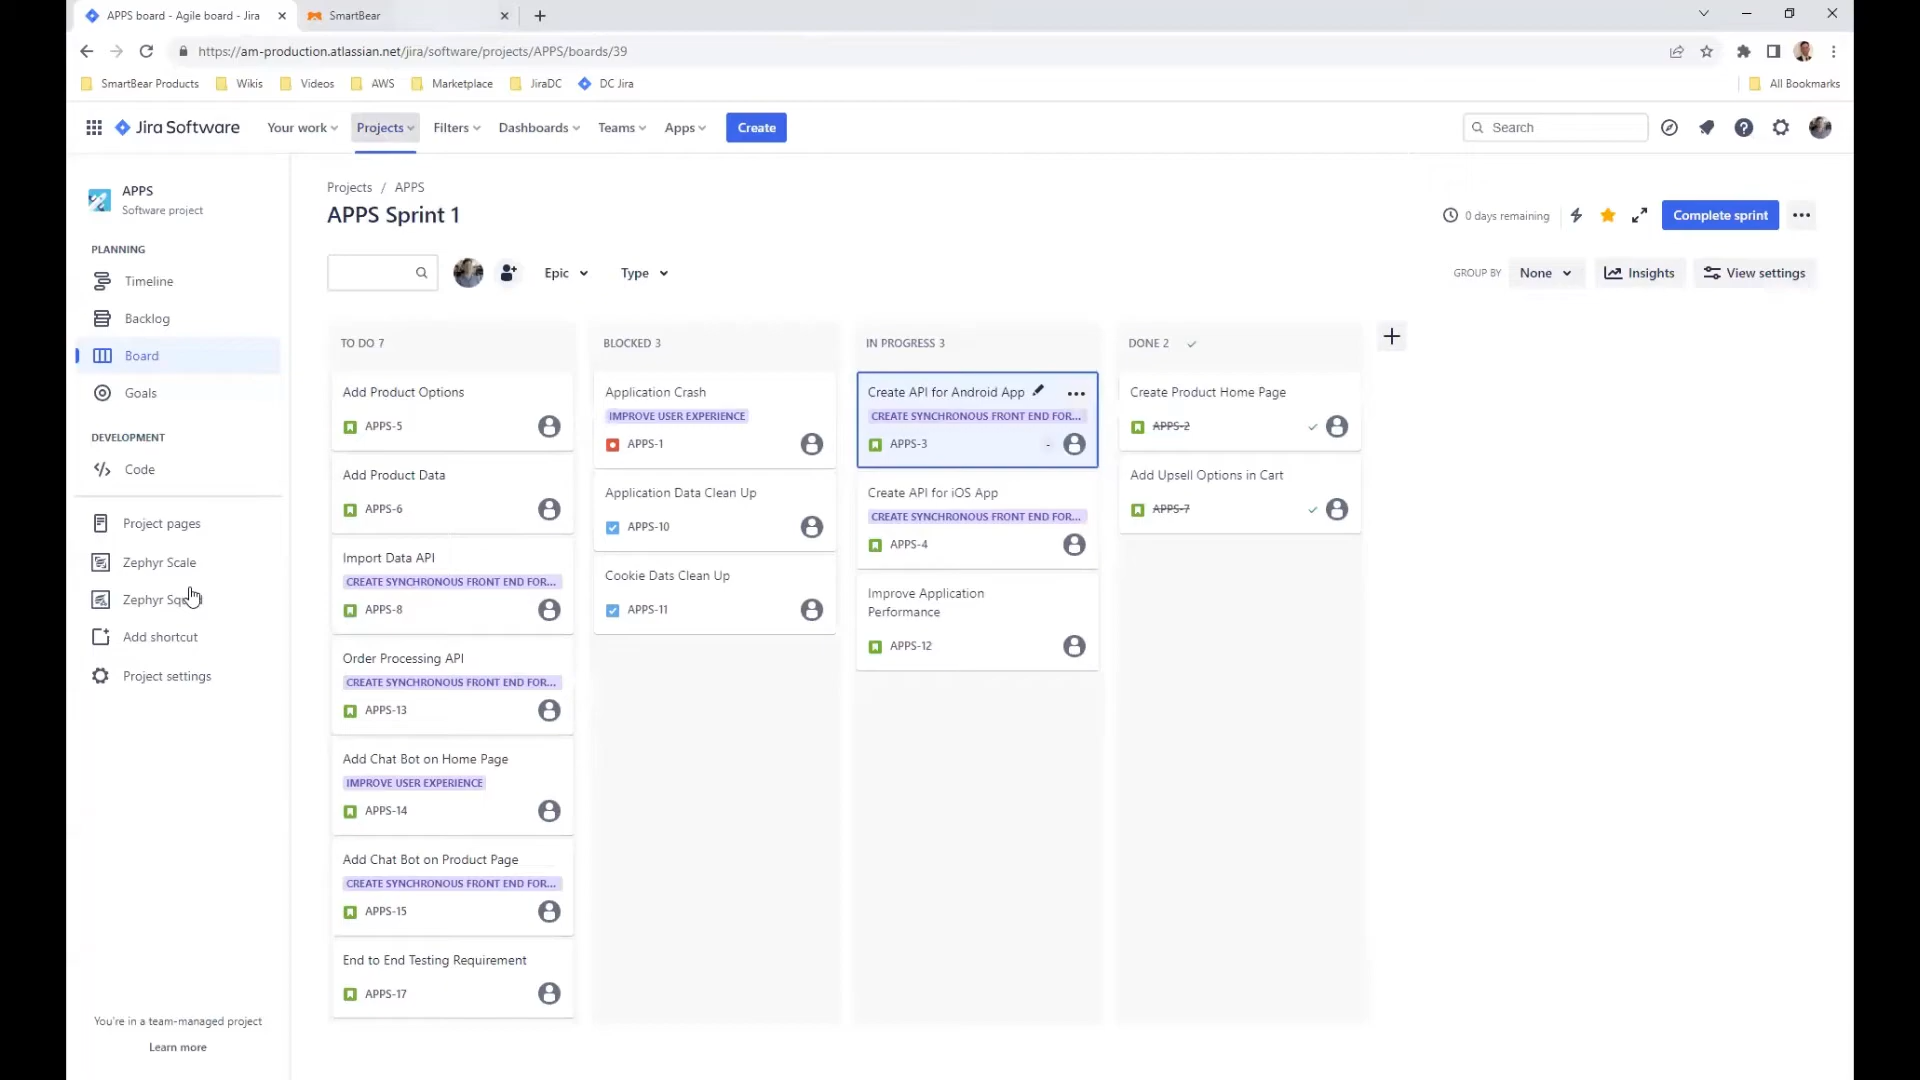 APPS board - Agile board - Jira
SmartBear
https://am-production.atlassian.net/jira/software/projects/APPS/boards/39
SmartBear Products
Wikis
Videos
AWS
Marketplace
JiraDC
DC Jira
All Bookmarks
Jira Software
Your work
Projects
Filters
Dashboards
Teams
Apps
Create
Search
APPS
Software project
PLANNING
Timeline
Backlog
Board
Goals
DEVELOPMENT
Code
Project pages
Zephyr Scale
Zephyr
Add shortcut
Project settings
You're in a team-managed project
Learn more
Projects / APPS
APPS Sprint 1
0 days remaining
Complete sprint
Epic
Type
GROUP BY
None
Insights
View settings
TO DO 7
Add Product Options
APPS-5
Add Product Data
APPS-6
Import Data API
CREATE SYNCHRONOUS FRONT END FOR...
APPS-8
Order Processing API
CREATE SYNCHRONOUS FRONT END FOR...
APPS-13
Add Chat Bot on Home Page
IMPROVE USER EXPERIENCE
APPS-14
Add Chat Bot on Product Page
CREATE SYNCHRONOUS FRONT END FOR...
APPS-15
End to End Testing Requirement
APPS-17
BLOCKED 3
Application Crash
IMPROVE USER EXPERIENCE
APPS-1
Application Data Clean Up
APPS-10
Cookie Dats Clean Up
APPS-11
IN PROGRESS 3
Create API for Android App
CREATE SYNCHRONOUS FRONT END FOR...
APPS-3
-
Create API for iOS App
CREATE SYNCHRONOUS FRONT END FOR...
APPS-4
Improve Application
Performance
APPS-12
DONE 2
Create Product Home Page
APPS-2
Add Upsell Options in Cart
APPS-7